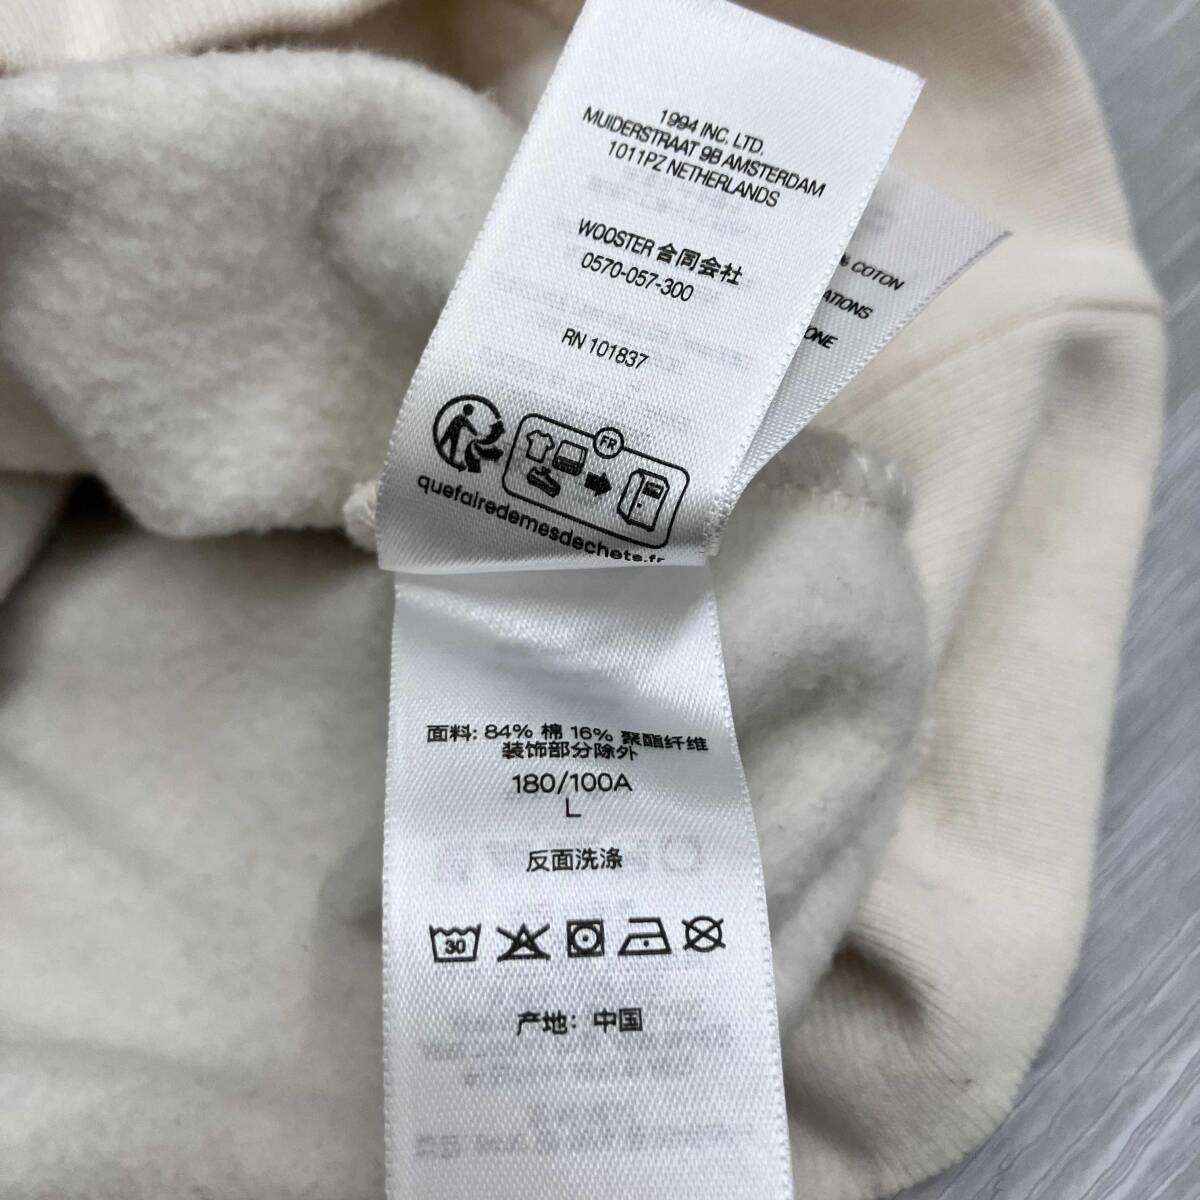 1994 INC. LTD.
MUIDERSTRAAT 9B AMSTERDAM
1011PZ NETHERLANDS
WOOSTER 合同会社
0570-057-300
RN 101837
FR
quefairedemesdechets.fr
% COTON
ATIONS
ONE
面料: 84% 棉 16% 聚酯纤维
装饰部分除外
180/100A
L
反面洗涤
30
产地: 中国